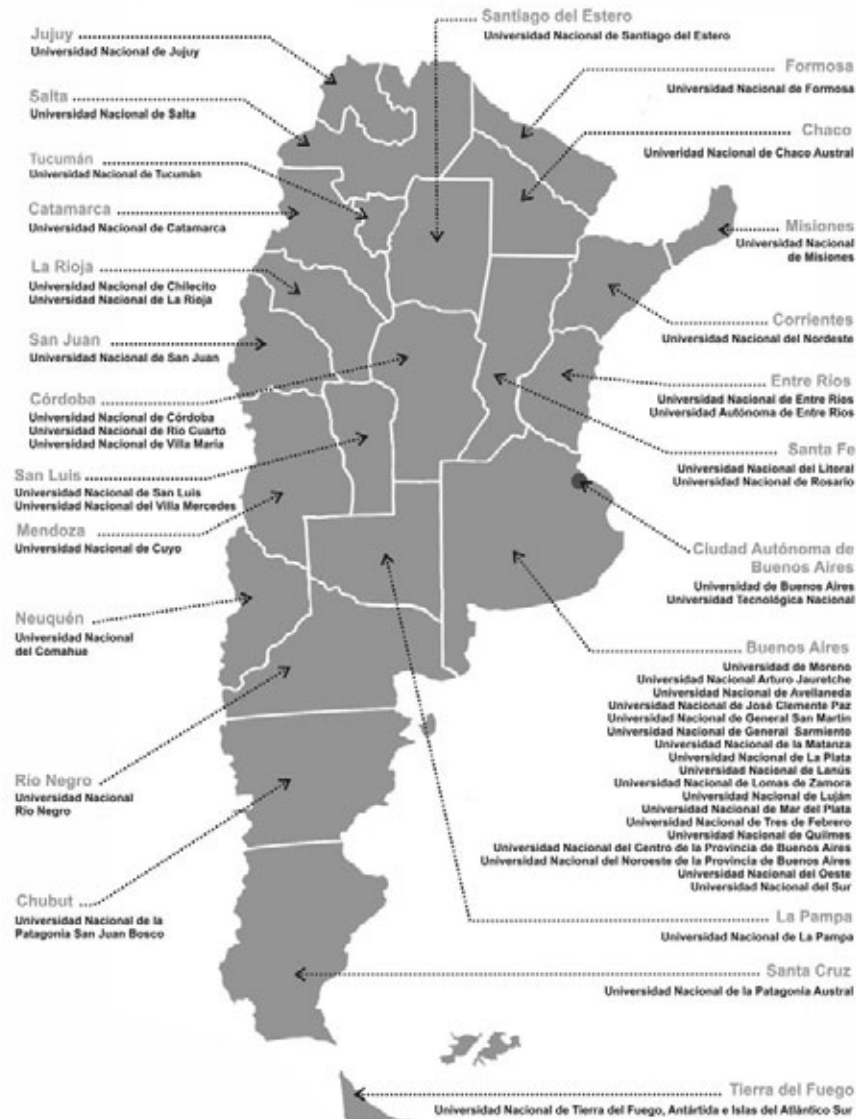 Jujuy
Universidad Nacional de Jujuy
Salta
Universidad Nacional de Salta
Tucumán
Universidad Nacional de Tucumán
Catamarca
Universidad Nacional de Catamarca
La Rioja
Universidad Nacional de Chilecito
Universidad Nacional de La Rioja
San Juan
Universidad Nacional de San Juan
Córdoba
Universidad Nacional de Córdoba
Universidad Nacional de Río Cuarto
Universidad Nacional de Villa María
San Luis
Universidad Nacional de San Luis
Universidad Nacional del Villa Mercedes
Mendoza
Universidad Nacional de Cuyo
Neuquén
Universidad Nacional
del Comahue
Río Negro
Universidad Nacional
Río Negro
Chubut
Universidad Nacional de la
Patagonia San Juan Bosco
Santiago del Estero
Universidad Nacional de Santiago del Estero
Formosa
Universidad Nacional de Formosa
Chaco
Univeridad Nacional de Chaco Austral
Misiones
Universidad Nacional
de Misiones
Corrientes
Universidad Nacional del Nordeste
Entre Ríos
Universidad Nacional de Entre Ríos
Universidad Autónoma de Entre Ríos
Santa Fe
Universidad Nacional del Litoral
Universidad Nacional de Rosario
Ciudad Autónoma de
Buenos Aires
Universidad de Buenos Aires
Universidad Tecnológica Nacional
Buenos Aires
Universidad de Moreno
Universidad Nacional Arturo Jauretche
Universidad Nacional de Avellaneda
Universidad Nacional de José Clemente Paz
Universidad Nacional de General San Martín
Universidad Nacional de General Sarmiento
Universidad Nacional de la Matanza
Universidad Nacional de La Plata
Universidad Nacional de Lanús
Universidad Nacional de Lomas de Zamora
Universidad Nacional de Luján
Universidad Nacional de Mar del Plata
Universidad Nacional de Tres de Febrero
Universidad Nacional de Quilmes
Universidad Nacional del Centro de la Provincia de Buenos Aires
Universidad Nacional del Noroeste de la Provincia de Buenos Aires
Universidad Nacional del Oeste
Universidad Nacional del Sur
La Pampa
Universidad Nacional de La Pampa
Santa Cruz
Universidad Nacional de la Patagonia Austral
Tierra del Fuego
Universidad Nacional de Tierra del Fuego, Antártida e Islas del Atlántico Sur